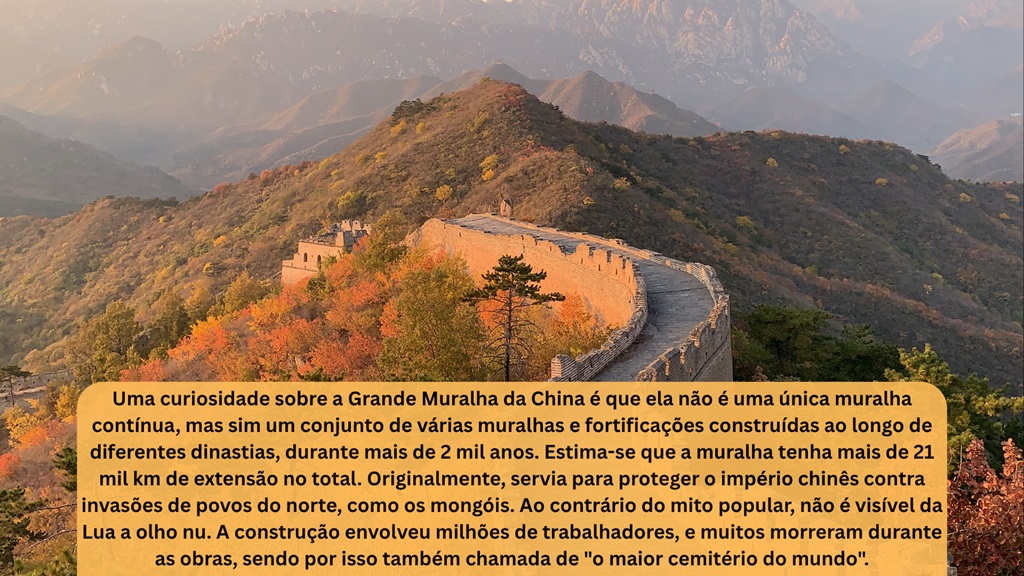 Uma curiosidade sobre a Grande Muralha da China é que ela não é uma única muralha
contínua, mas sim um conjunto de várias muralhas e fortificações construídas ao longo de
diferentes dinastias, durante mais de 2 mil anos. Estima-se que a muralha tenha mais de 21
mil km de extensão no total. Originalmente, servia para proteger o império chinês contra
invasões de povos do norte, como os mongóis. Ao contrário do mito popular, não é visível da
Lua a olho nu. A construção envolveu milhões de trabalhadores, e muitos morreram durante
as obras, sendo por isso também chamada de "o maior cemitério do mundo".